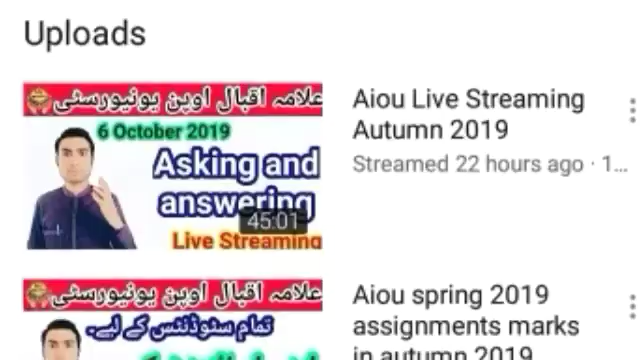 Uploads
علامہ اقبال اوپن یونیورسٹی
6 October 2019
Asking and
answering
45:01
Live Streaming
Aiou Live Streaming
Autumn 2019
Streamed 22 hours ago · 1...
علامہ اقبال اوپن یونیورسٹی
تمام سٹوڈنٹس کے لیے۔
Aiou spring 2019
assignments marks
in autumn 2019